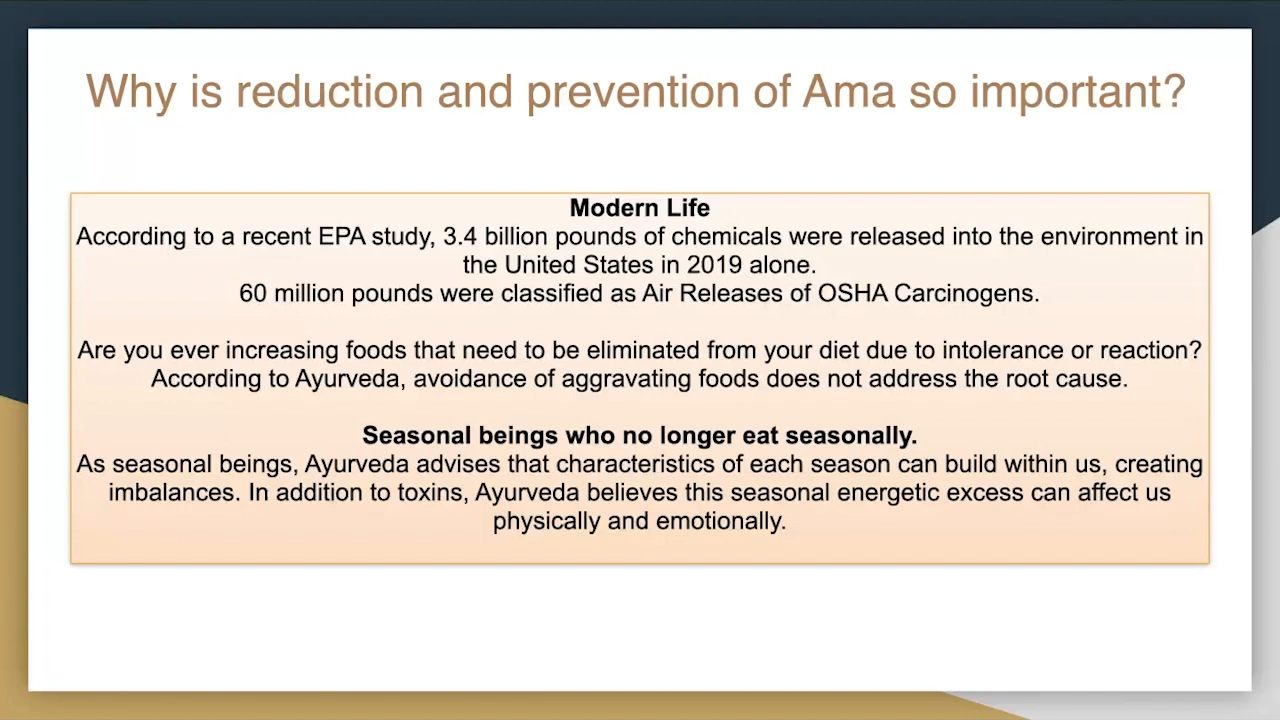 Why is reduction and prevention of Ama so important?
Modern Life
According to a recent EPA study, 3.4 billion pounds of chemicals were released into the environment in
the United States in 2019 alone.
60 million pounds were classified as Air Releases of OSHA Carcinogens.
Are you ever increasing foods that need to be eliminated from your diet due to intolerance or reaction?
According to Ayurveda, avoidance of aggravating foods does not address the root cause.
Seasonal beings who no longer eat seasonally.
As seasonal beings, Ayurveda advises that characteristics of each season can build within us, creating
imbalances. In addition to toxins, Ayurveda believes this seasonal energetic excess can affect us
physically and emotionally.